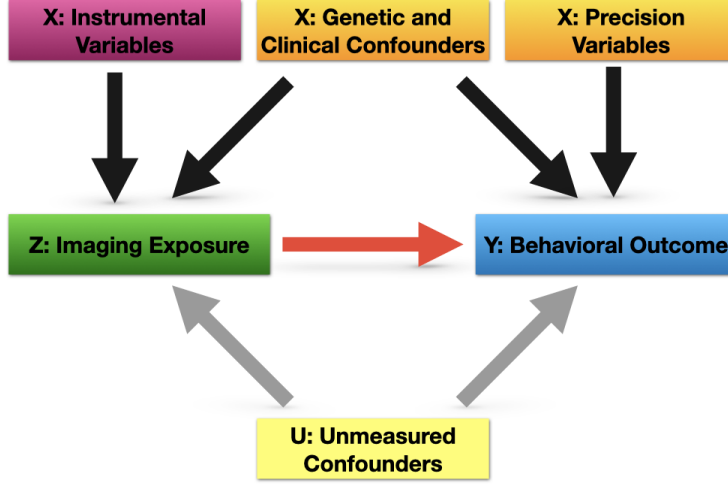 X: Instrumental
Variables
X: Genetic and
Clinical Confounders
X: Precision
Variables
Z: Imaging Exposure
Y: Behavioral Outcome
U: Unmeasured
Confounders